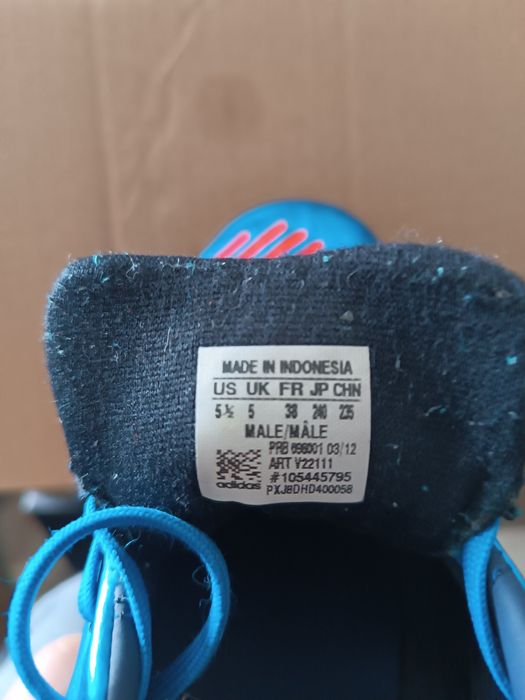 MADE IN INDONESIA
US UK FR JP CHN
5½ 5 38 240 235
MALE/MÂLE
PRB 696001 03/12
ART V22111
#105445795
adidas PXJ8DHD400058